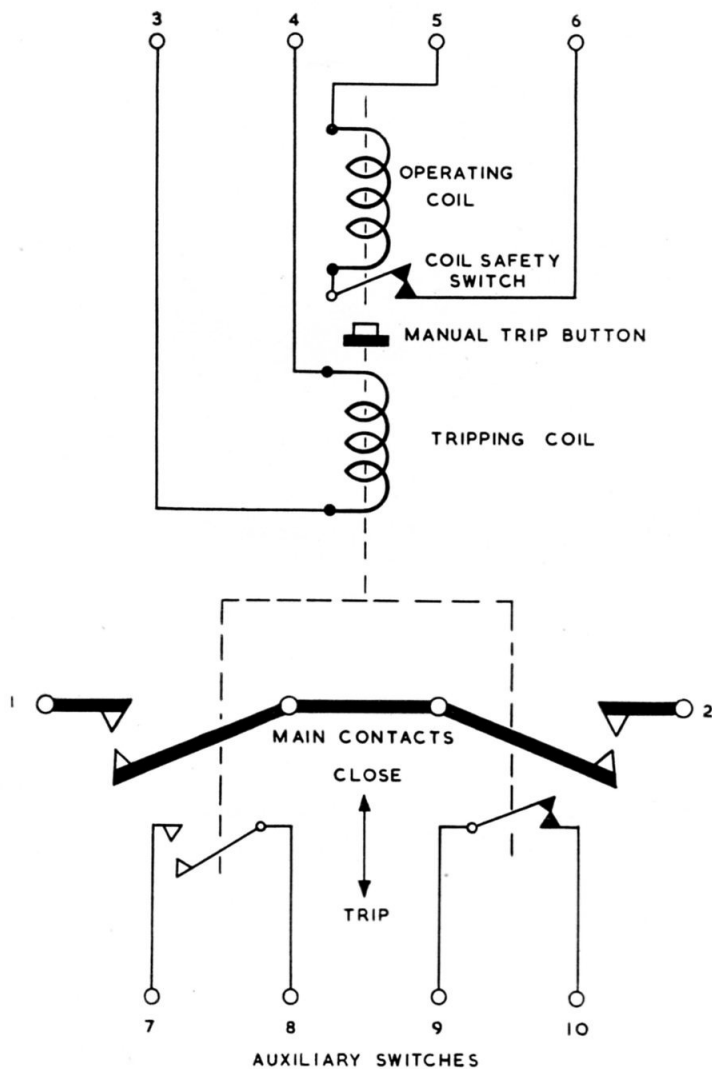 3 4 5 6
OPERATING
COIL
COIL SAFETY
SWITCH
MANUAL TRIP BUTTON
TRIPPING COIL
1 2
MAIN CONTACTS
CLOSE
TRIP
7 8 9 10
AUXILIARY SWITCHES